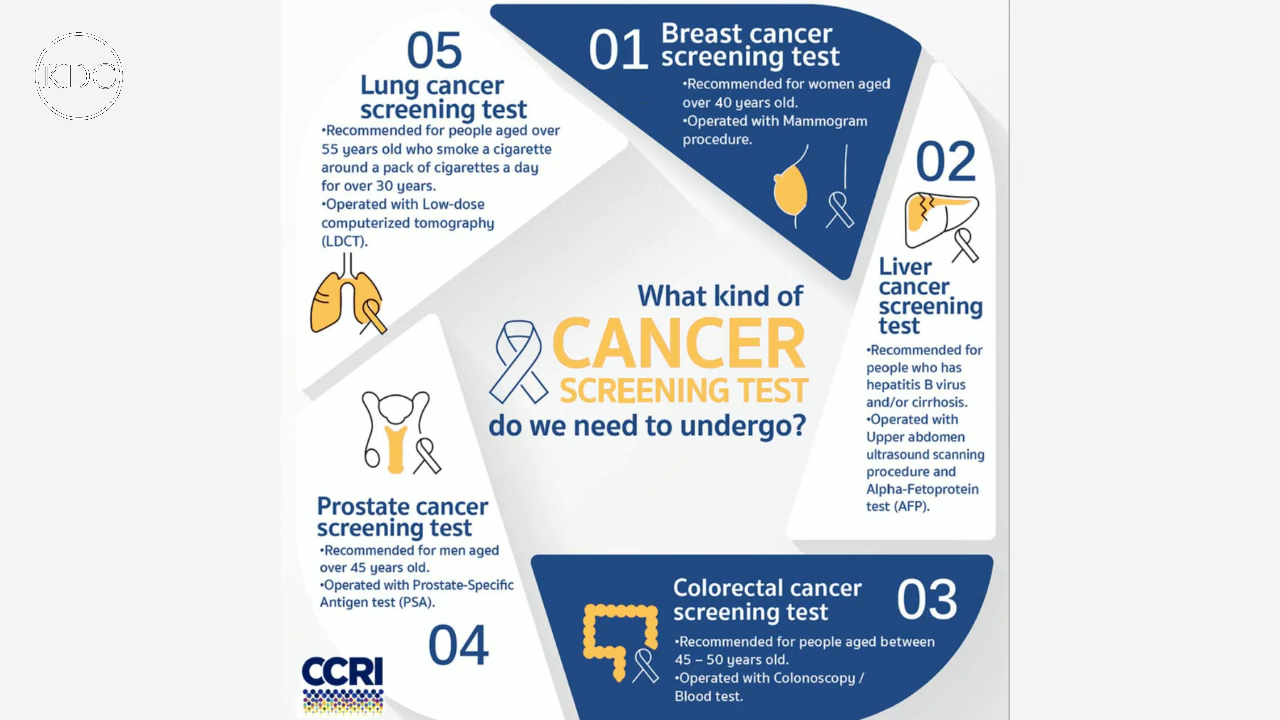 01
Breast cancer
screening test
•Recommended for women aged
over 40 years old.
•Operated with Mammogram
procedure.
02
Liver
cancer
screening
test
•Recommended for
people who has
hepatitis B virus
and/or cirrhosis.
•Operated with
Upper abdomen
ultrasound scanning
procedure and
Alpha-Fetoprotein
test (AFP).
03
Colorectal cancer
screening test
•Recommended for people aged between
45 – 50 years old.
•Operated with Colonoscopy /
Blood test.
04
Prostate cancer
screening test
•Recommended for men aged
over 45 years old.
•Operated with Prostate-Specific
Antigen test (PSA).
05
Lung cancer
screening test
•Recommended for people aged over
55 years old who smoke a cigarette
around a pack of cigarettes a day
for over 30 years.
•Operated with Low-dose
computerized tomography
(LDCT).
What kind of
CANCER
SCREENING TEST
do we need to undergo?
CCRI